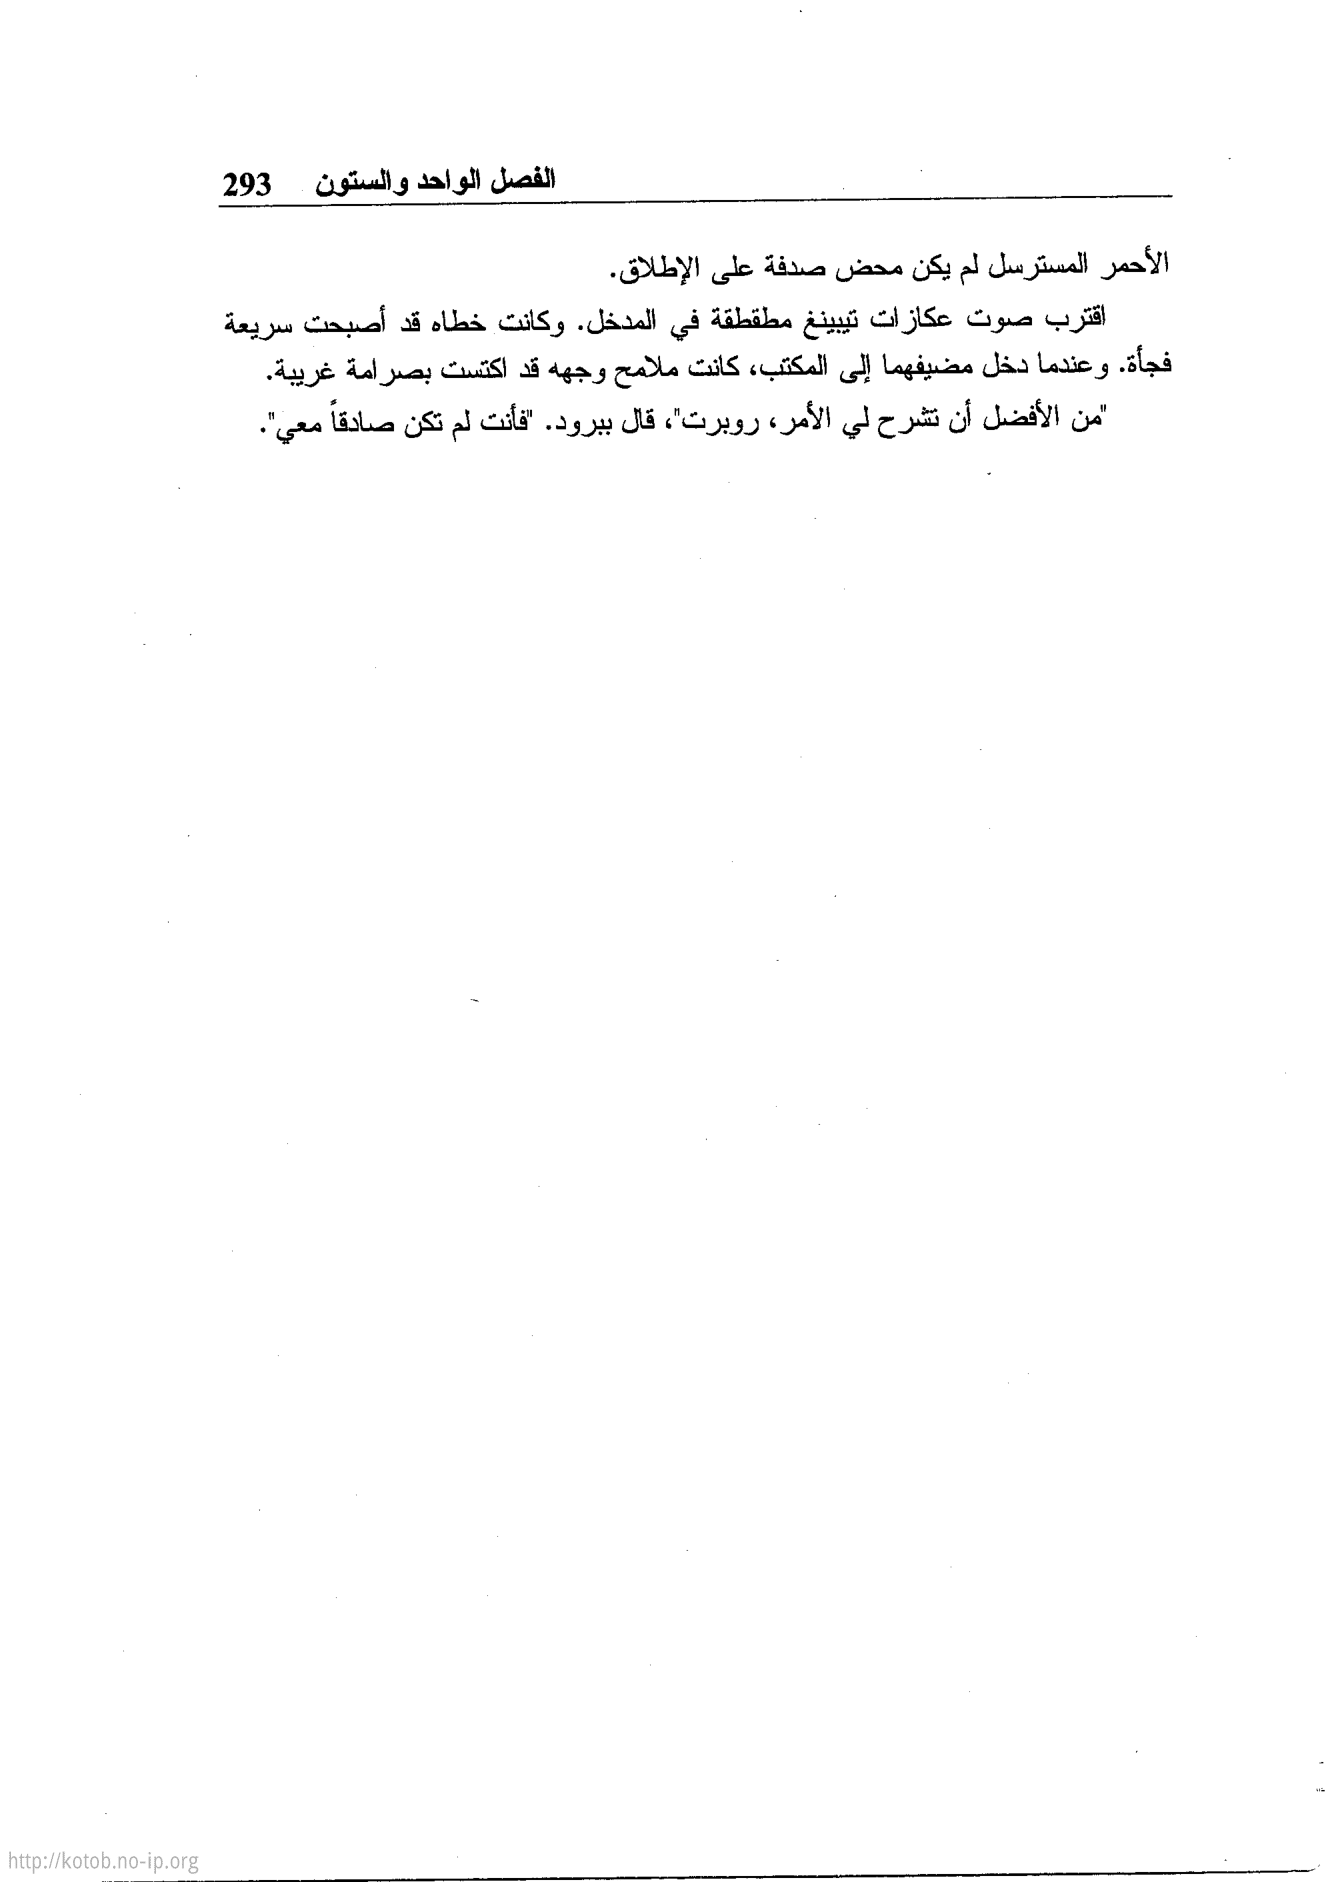 الفصل الواحد والستون 293
الأحمر المسترسل لم يكن محض صدفة على الإطلاق.
اقترب صوت عكازات تيبينغ مطقطقة في المدخل. وكانت خطاه قد أصبحت سريعة
فجأة. وعندما دخل مضيفهما إلى المكتب، كانت ملامح وجهه قد اكتست بصرامة غريبة.
"من الأفضل أن تشرح لي الأمر، روبرت"، قال ببرود. "فأنت لم تكن صادقاً معي".
http://kotob.no-ip.org